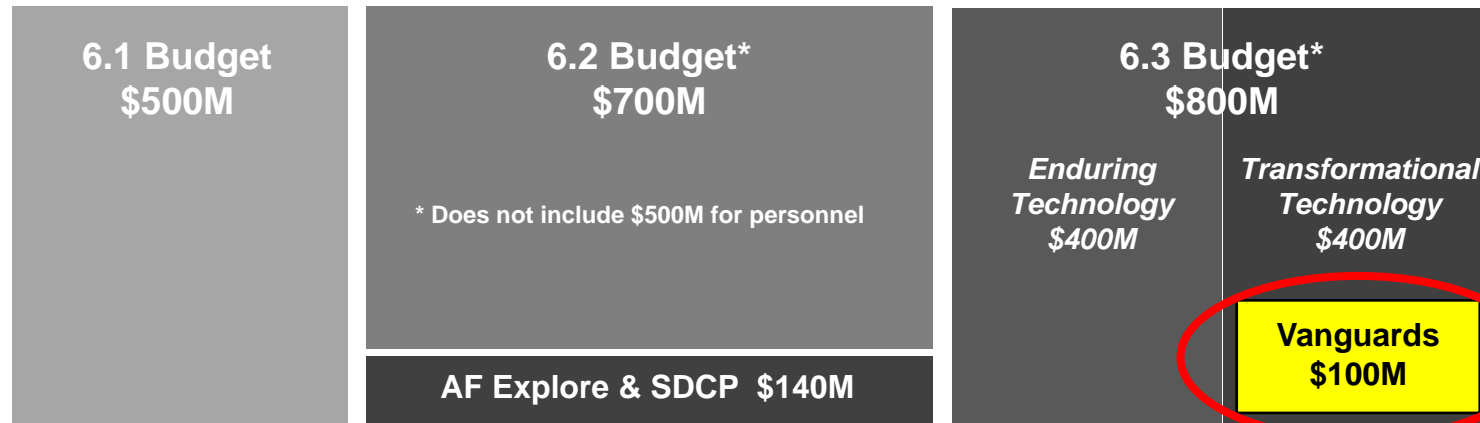 6.1 Budget
$500M
6.2 Budget*
$700M
* Does not include $500M for personnel
AF Explore & SDCP $140M
6.3 Budget*
$800M
Enduring
Technology
$400M
Transformational
Technology
$400M
Vanguards
$100M